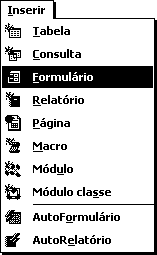 Inserir
Tabela
Consulta
Formulário
Relatório
Página
Macro
Módulo
Módulo classe
AutoFormulário
AutoRelatório